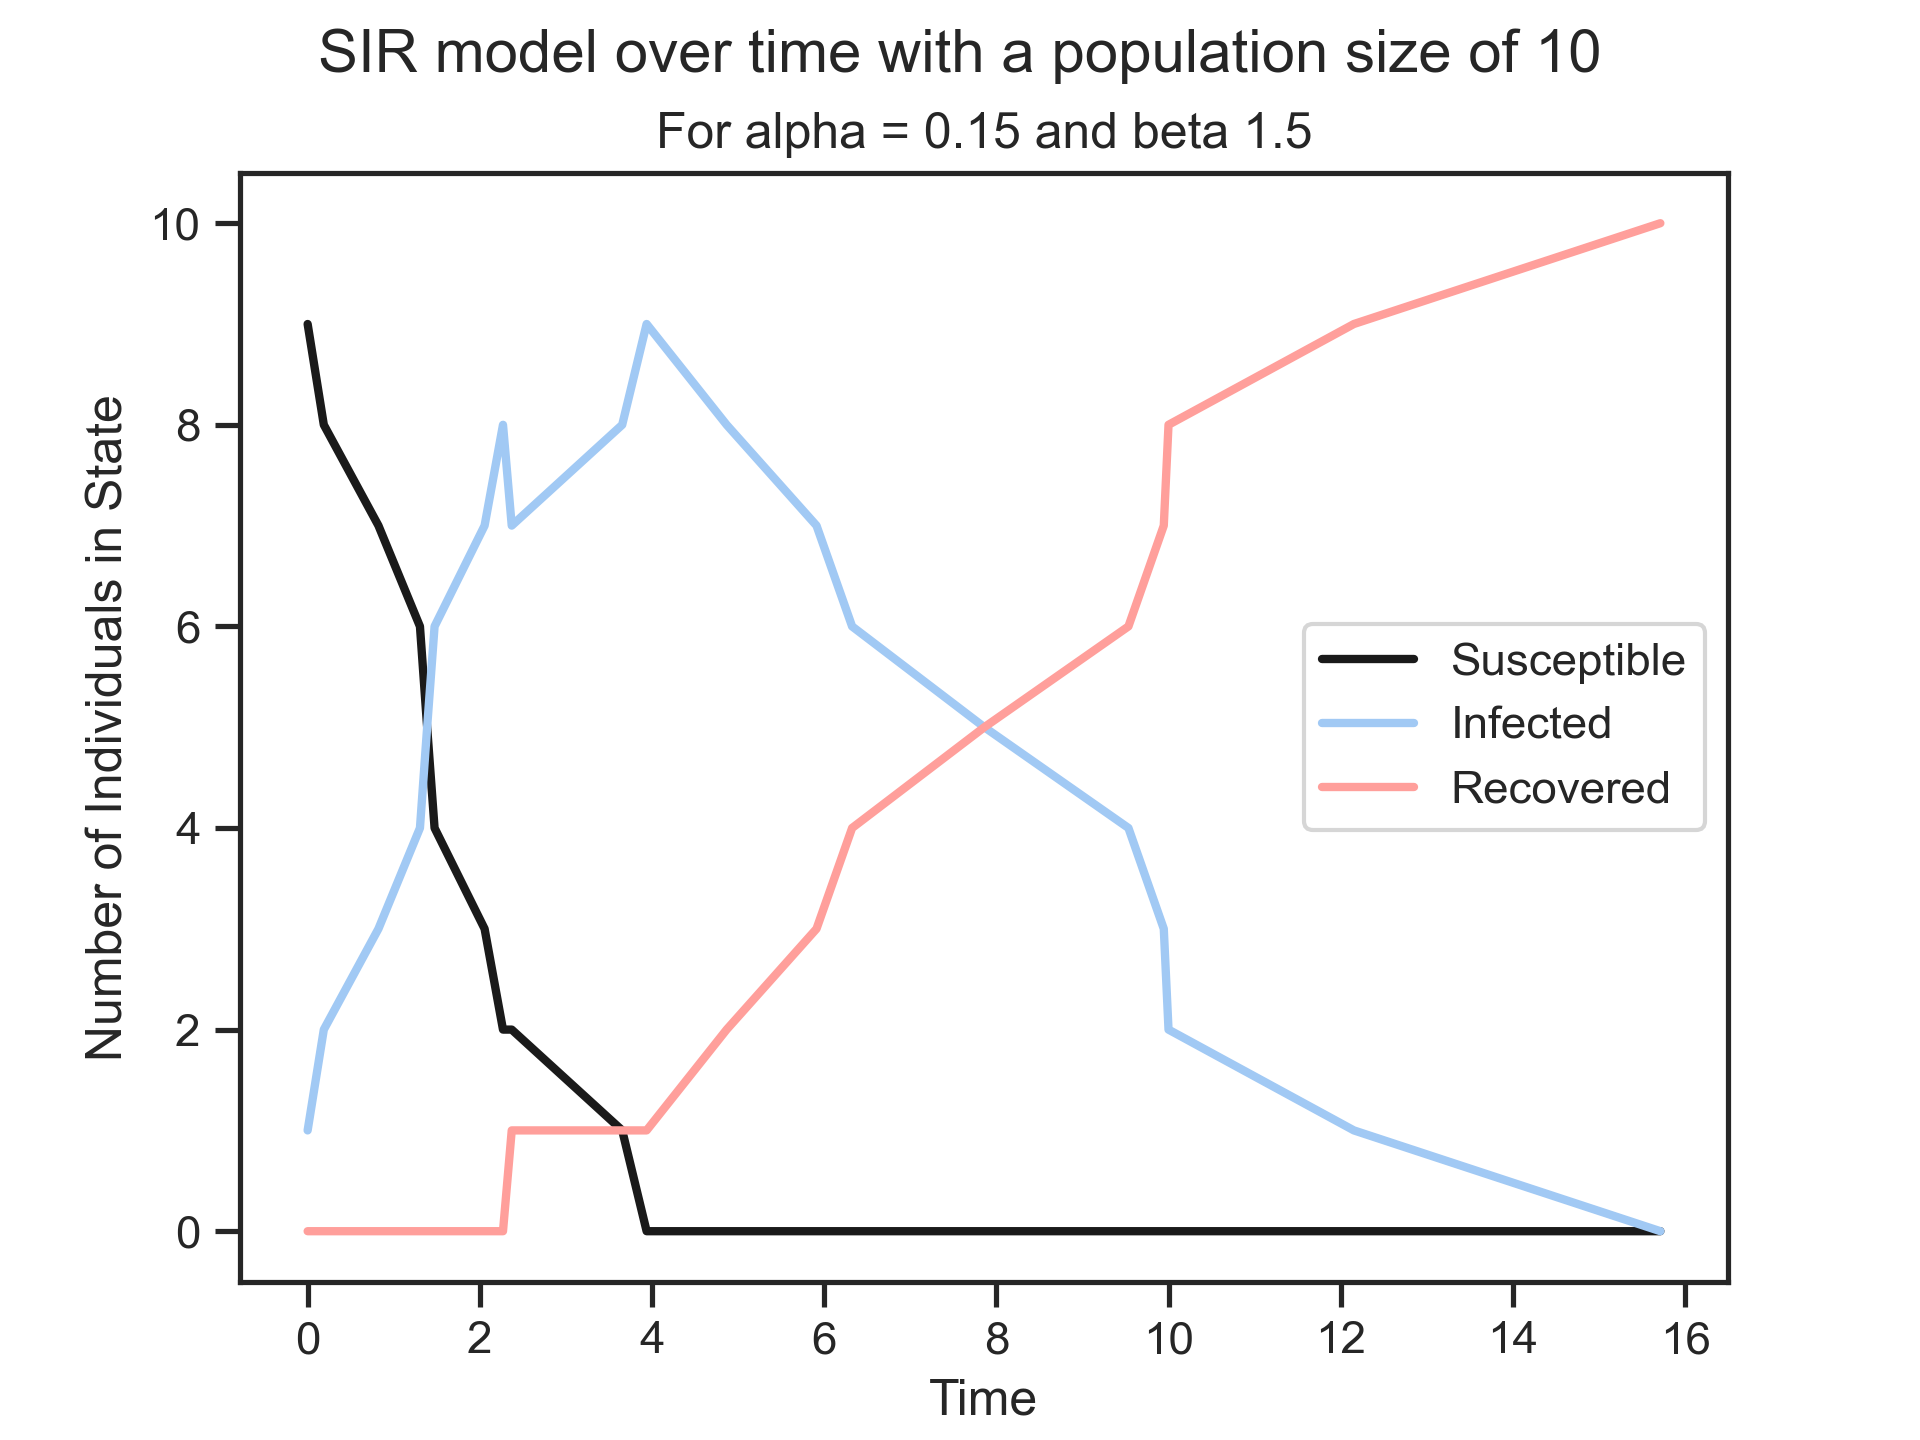 SIR model over time with a population size of 10
For alpha = 0.15 and beta 1.5
Number of Individuals in State
10
8
6
4
2
0
Susceptible
Infected
Recovered
0 2 4 6 8 10 12 14 16
Time